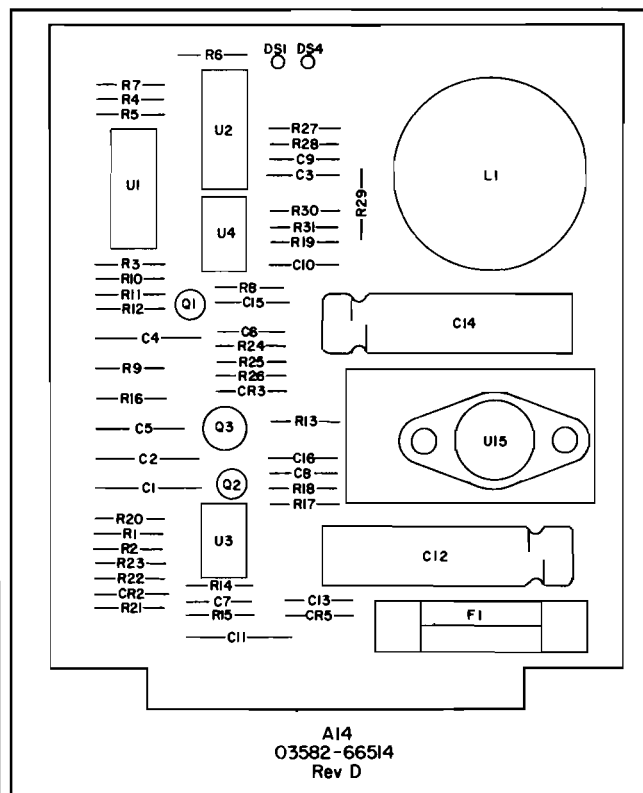 R6
DS1 DS4
R7
R4
R5
U1
U2
U4
R27
R28
C9
C3
R29
R30
R31
R19
C10
L1
R3
R10
R11
R12
Q1
R8
C15
C14
C4
C6
R24
R25
R26
CR3
R9
R16
C5
Q3
R13
U15
C2
C16
C8
R18
R17
C1
Q2
R20
R1
R2
R23
R22
CR2
R21
U3
C12
R14
C7
R15
C13
CR5
F1
C11
A14
03582-66514
Rev D